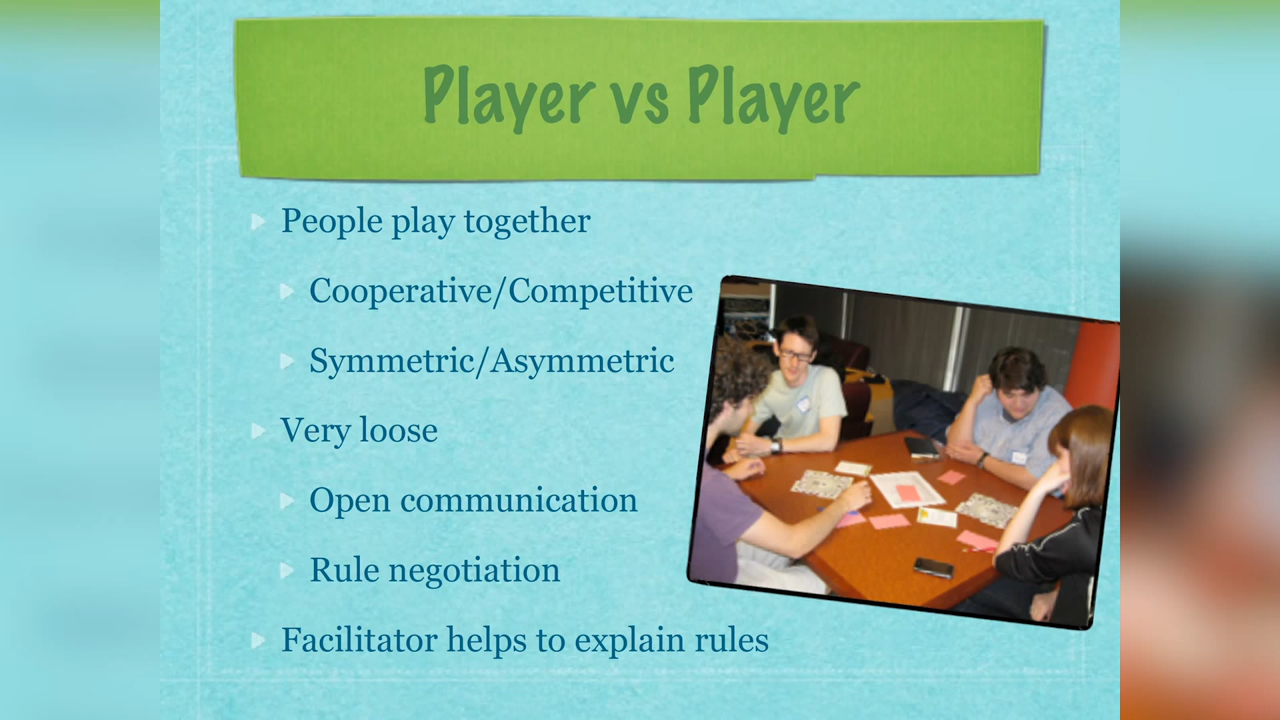 Player vs Player
People play together
Cooperative/Competitive
Symmetric/Asymmetric
Very loose
Open communication
Rule negotiation
Facilitator helps to explain rules